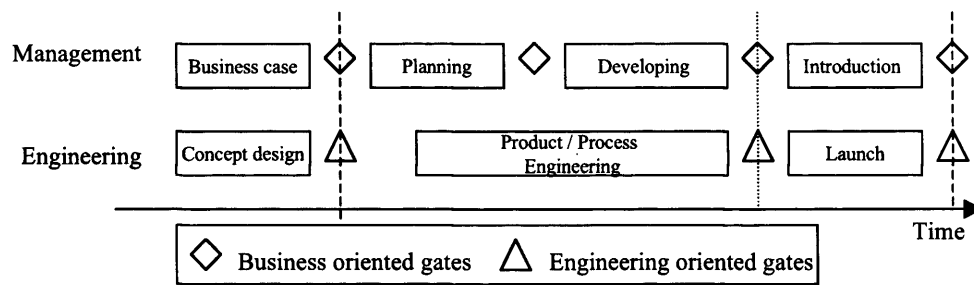 Management
Business case
Planning
Developing
Introduction
Engineering
Concept design
Product / Process
Engineering
Launch
Time
Business oriented gates
Engineering oriented gates